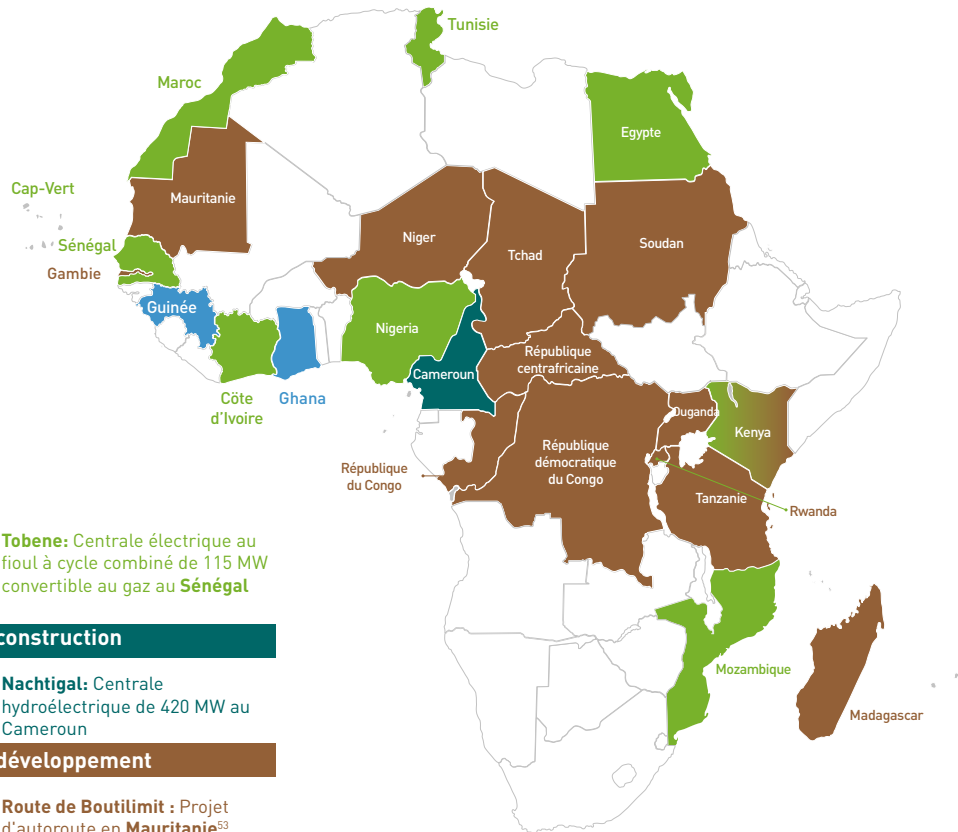 Tunisie
Maroc
Egypte
Cap-Vert
Mauritanie
Niger
Tchad
Soudan
Sénégal
Gambie
Guinée
Nigeria
République
centrafricaine
Cameroun
Côte
d'Ivoire
Ghana
Ouganda
Kenya
République
du Congo
République
démocratique
du Congo
Tanzanie
Rwanda
Mozambique
Madagascar
Tobene: Centrale électrique au
fioul à cycle combiné de 115 MW
convertible au gaz au Sénégal
construction
Nachtigal: Centrale
hydroélectrique de 420 MW au
Cameroun
développement
Route de Boutilimit : Projet
d'autoroute en Mauritanie⁵³